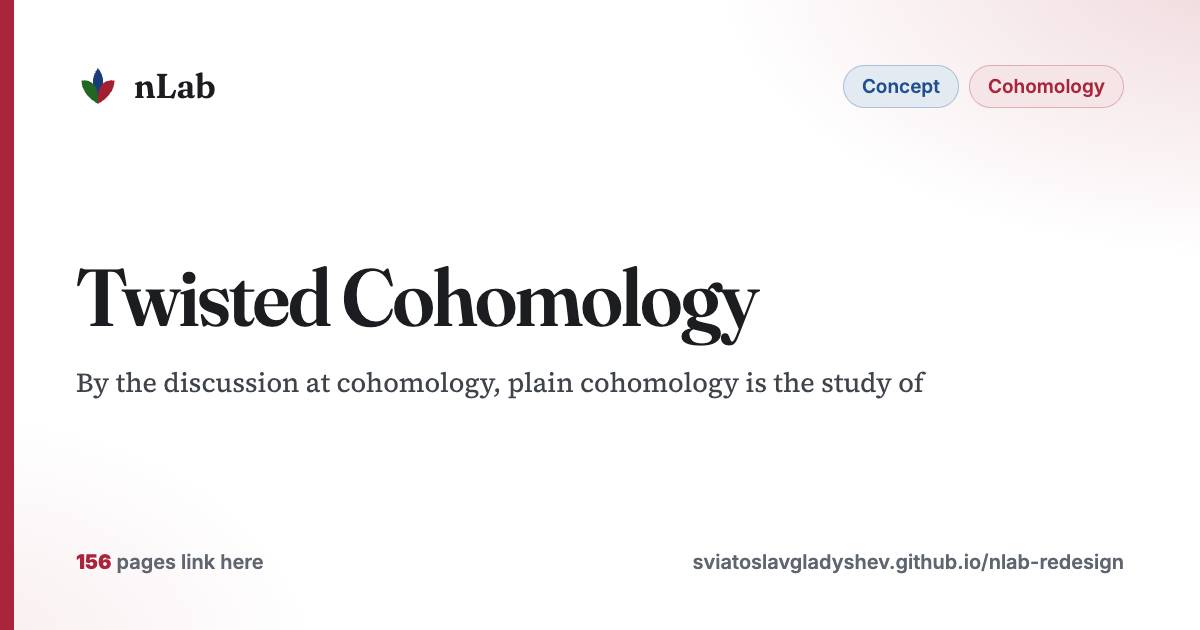 nLab
Concept
Cohomology
Twisted Cohomology
By the discussion at cohomology, plain cohomology is the study of
156 pages link here
sviatoslavgladyshev.github.io/nlab-redesign